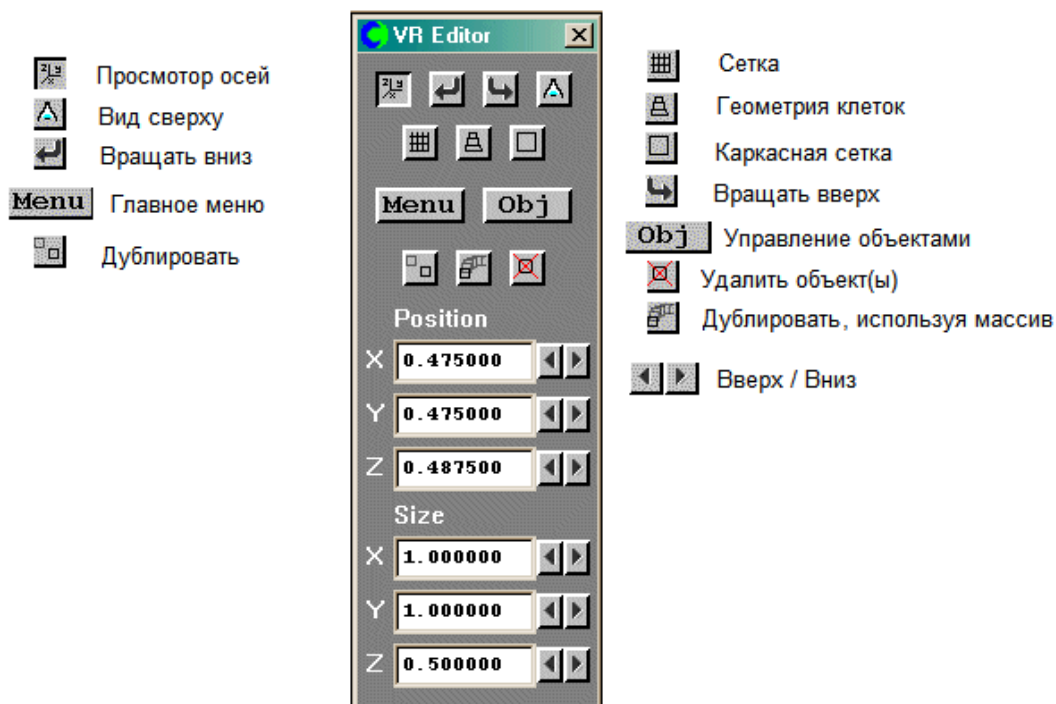 Просмотор осей
Вид сверху
Вращать вниз
Menu Главное меню
Дублировать
VR Editor
Menu Obj
Position
X 0.475000
Y 0.475000
Z 0.487500
Size
X 1.000000
Y 1.000000
Z 0.500000
Сетка
Геометрия клеток
Каркасная сетка
Вращать вверх
Obj Управление объектами
Удалить объект(ы)
Дублировать, используя массив
Вверх / Вниз